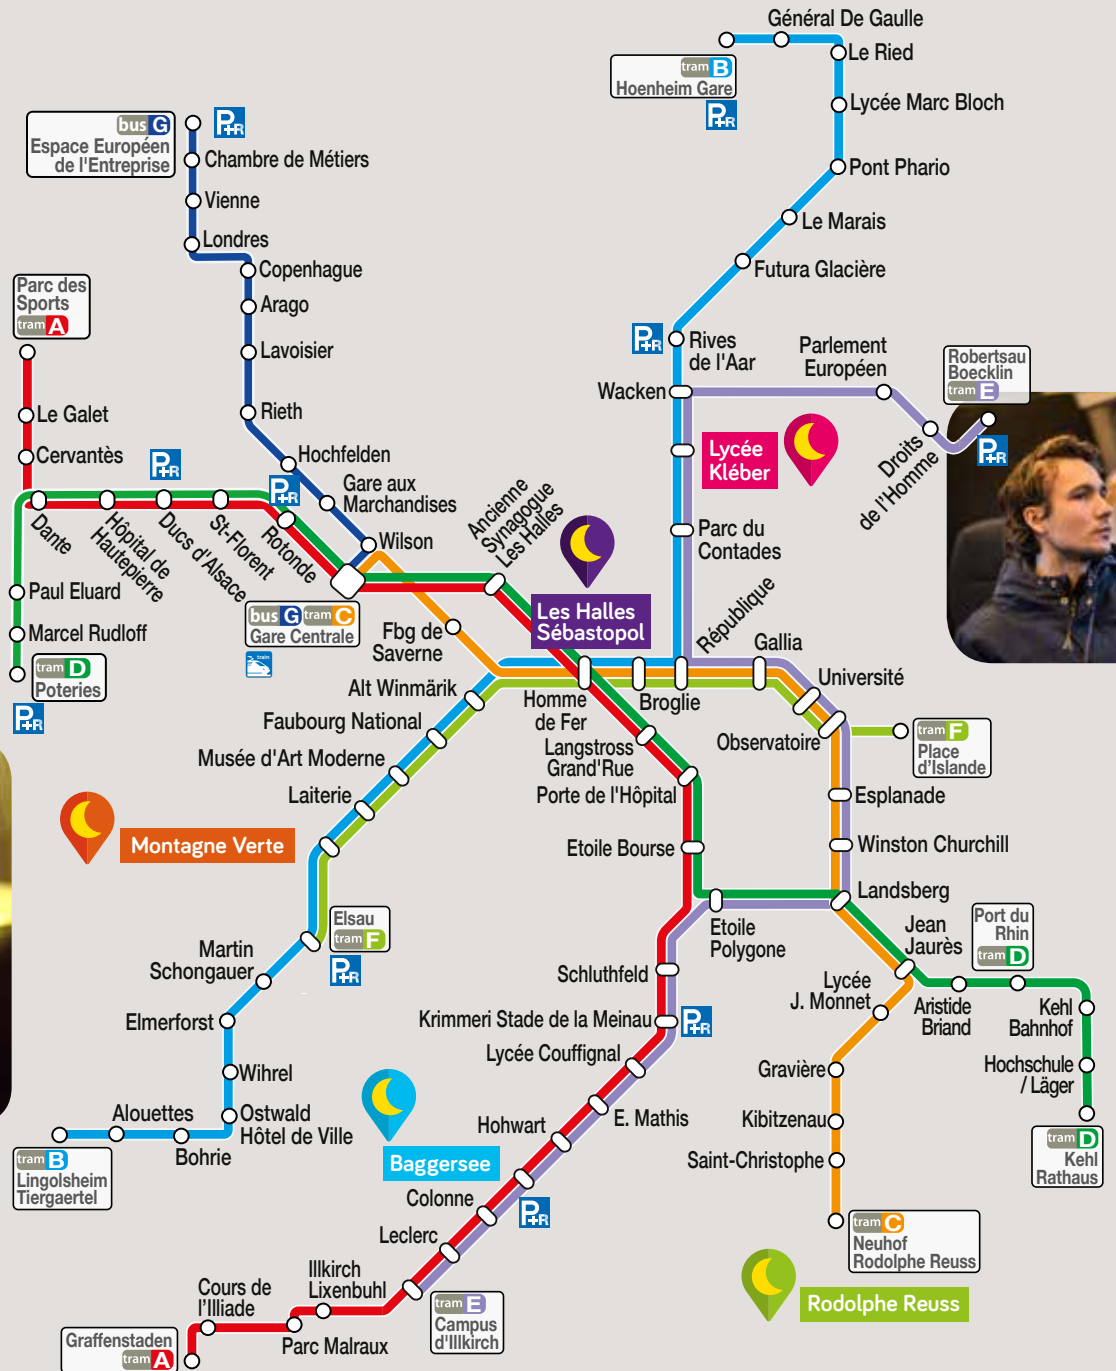 Général De Gaulle
tram B
Hoenheim Gare
P+R
Le Ried
Lycée Marc Bloch
Pont Phario
Le Marais
Futura Glacière
P+R
Rives
de l'Aar
Wacken
Parlement
Européen
Robertsau
Boecklin
tram E
P+R
Droits
de l'Homme
Lycée
Kléber
Parc du
Contades
bus G
Espace Européen
de l'Entreprise
P+R
Chambre de Métiers
Vienne
Londres
Copenhague
Arago
Lavoisier
Rieth
Hochfelden
Gare aux
Marchandises
Wilson
Parc des
Sports
tram A
Le Galet
Cervantès
P+R
P+R
Dante
Hôpital de
Hautepierre
Ducs d'Alsace
St-Florent
Rotonde
Ancienne
Synagogue
Les Halles
Paul Eluard
Marcel Rudloff
tram D
Poteries
P+R
bus G tram C
Gare Centrale
train
Les Halles
Sébastopol
Fbg de
Saverne
République
Gallia
Université
Alt Winmärik
Faubourg National
Musée d'Art Moderne
Laiterie
Homme
de Fer
Broglie
Langstross
Grand'Rue
Observatoire
tram F
Place
d'Islande
Porte de l'Hôpital
Esplanade
Montagne Verte
Etoile Bourse
Winston Churchill
Landsberg
Elsau
tram F
P+R
Etoile
Polygone
Jean
Jaurès
Port du
Rhin
tram D
Martin
Schongauer
Schluthfeld
Lycée
J. Monnet
Aristide
Briand
Kehl
Bahnhof
Elmerforst
Krimmeri Stade de la Meinau
P+R
Lycée Couffignal
Gravière
Hochschule
/ Läger
Wihrel
Alouettes
Ostwald
Hôtel de Ville
Bohrie
Hohwart
E. Mathis
Kibitzenau
tram B
Lingolsheim
Tiergaertel
Baggersee
Saint-Christophe
tram D
Kehl
Rathaus
Colonne
P+R
Leclerc
tram C
Neuhof
Rodolphe Reuss
Illkirch
Lixenbuhl
Cours de
l'Illiade
tram E
Campus
d'Illkirch
Rodolphe Reuss
Parc Malraux
Graffenstaden
tram A